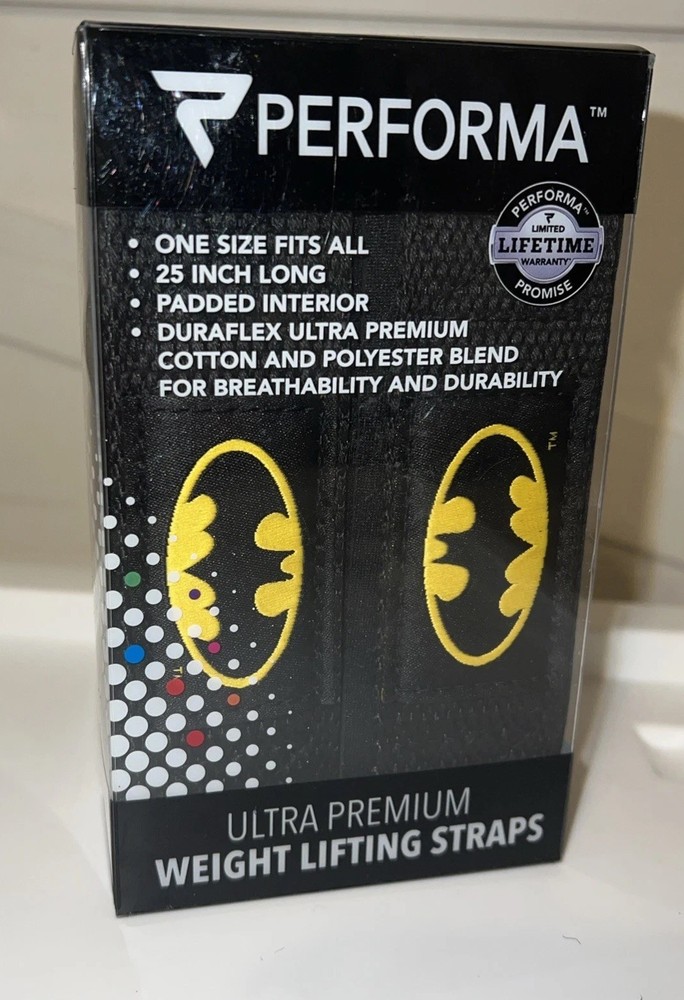 PERFORMA™
PERFORMA™
LIMITED
LIFETIME
WARRANTY
PROMISE
• ONE SIZE FITS ALL
• 25 INCH LONG
• PADDED INTERIOR
• DURAFLEX ULTRA PREMIUM
COTTON AND POLYESTER BLEND
FOR BREATHABILITY AND DURABILITY
TM
TM
ULTRA PREMIUM
WEIGHT LIFTING STRAPS